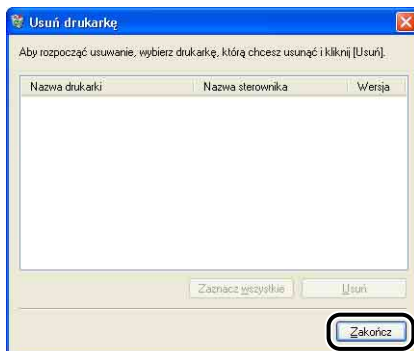 Usuń drukarkę
Aby rozpocząć usuwanie, wybierz drukarkę, którą chcesz usunąć i kliknij [Usuń].
Nazwa drukarki Nazwa sterownika Wersja
Zaznacz wszystkie Usuń
Zakończ